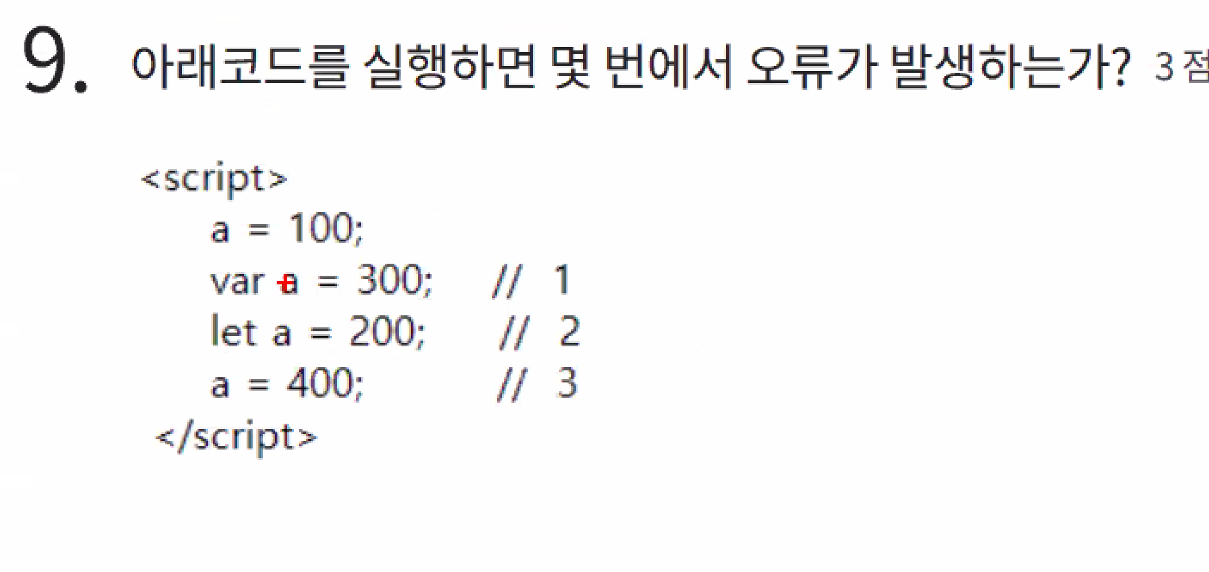 9. 아래코드를 실행하면 몇 번에서 오류가 발생하는가? 3 점
<script>
a = 100;
var a = 300; // 1
let a = 200; // 2
a = 400; // 3
</script>